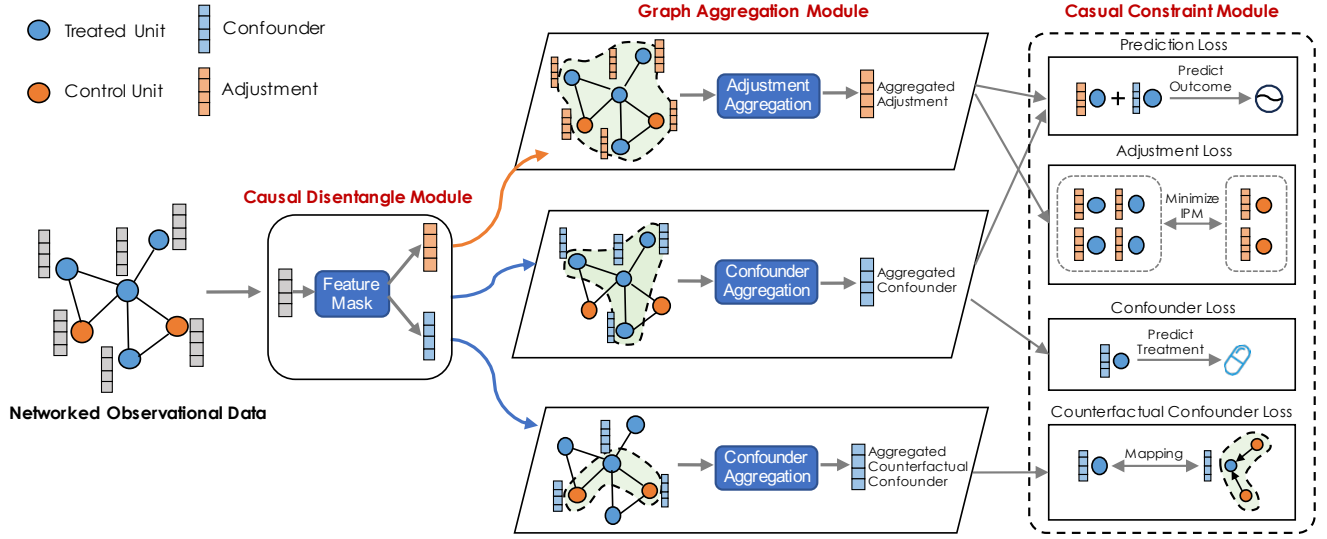 Treated Unit
Confounder
Control Unit
Adjustment
Networked Observational Data
Causal Disentangle Module
Feature
Mask
Graph Aggregation Module
Adjustment
Aggregation
Aggregated
Adjustment
Confounder
Aggregation
Aggregated
Confounder
Confounder
Aggregation
Aggregated
Counterfactual
Confounder
Casual Constraint Module
Prediction Loss
+
Predict
Outcome
Adjustment Loss
Minimize
IPM
Confounder Loss
Predict
Treatment
Counterfactual Confounder Loss
Mapping